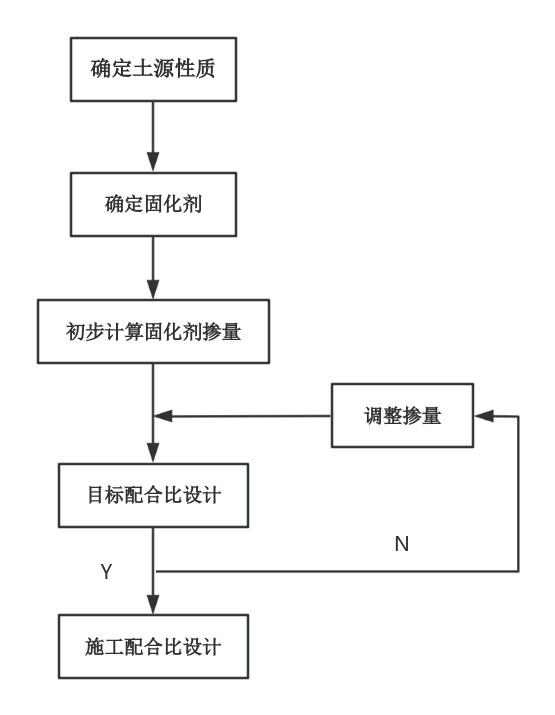 确定土源性质
确定固化剂
初步计算固化剂掺量
调整掺量
目标配合比设计
N
Y
施工配合比设计